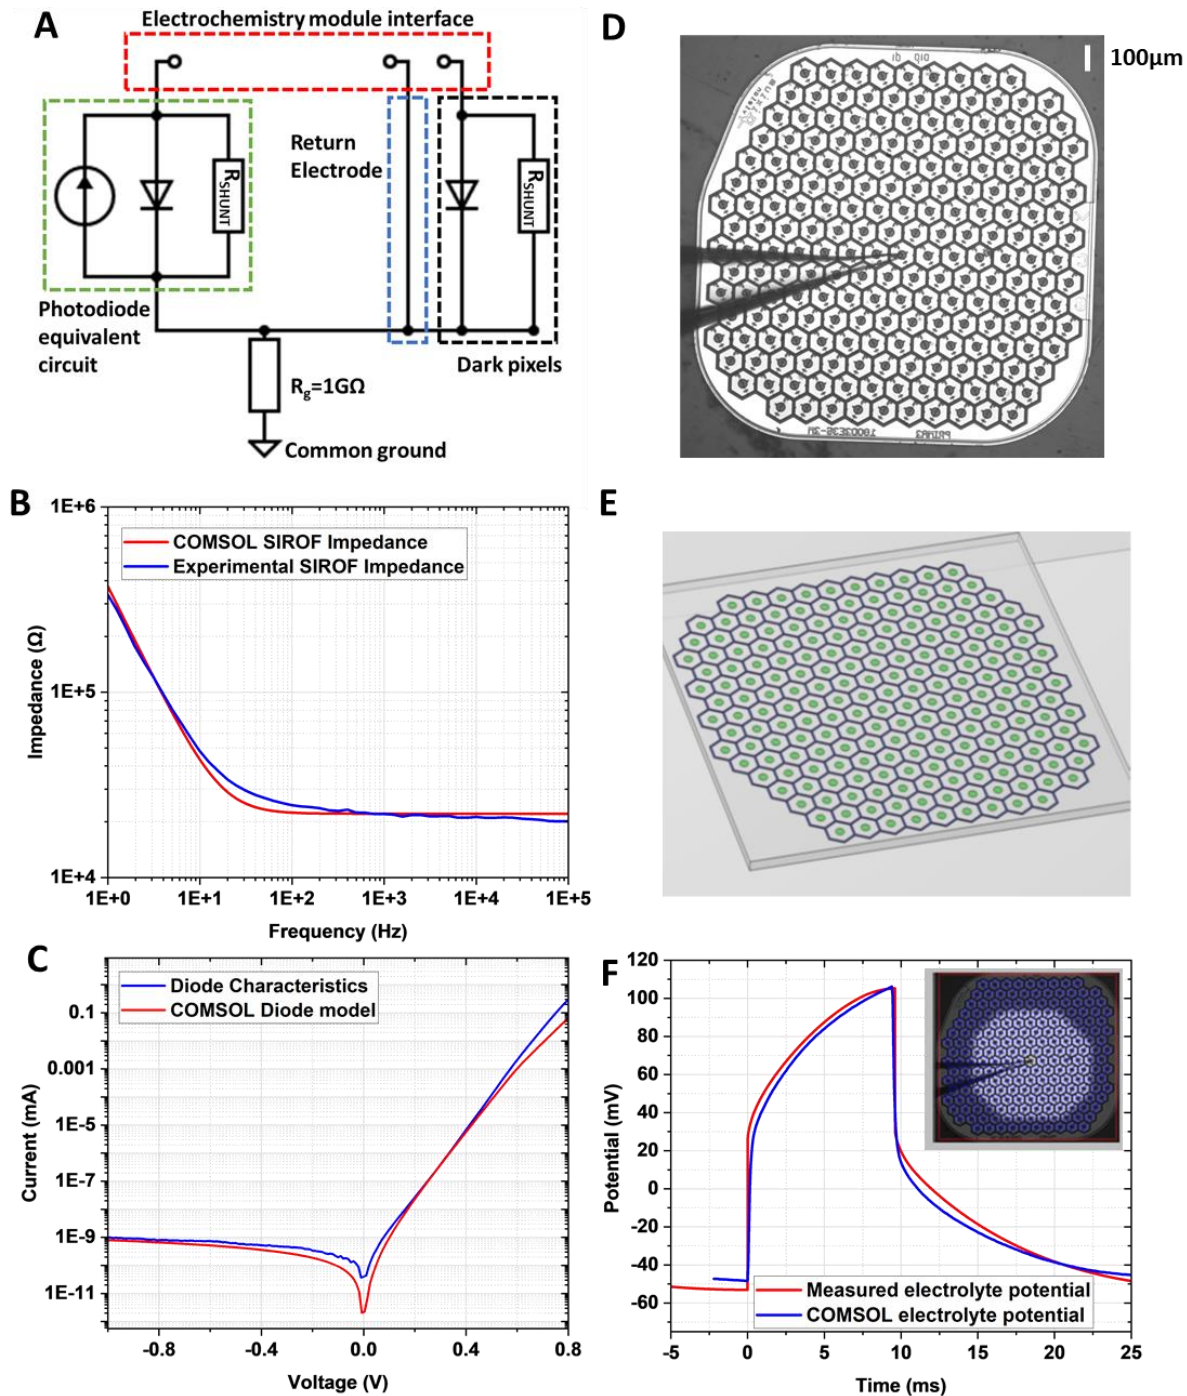 A
Electrochemistry module interface
R_SHUNT
Return
Electrode
R_SHUNT
Photodiode
equivalent
circuit
Dark pixels
R_g=1GΩ
Common ground
D
100µm
B
1E+6
1E+5
1E+4
Impedance (Ω)
COMSOL SIROF Impedance
Experimental SIROF Impedance
1E+0 1E+1 1E+2 1E+3 1E+4 1E+5
Frequency (Hz)
E
C
0.1
0.001
1E-5
1E-7
1E-9
1E-11
Current (mA)
Diode Characteristics
COMSOL Diode model
-0.8 -0.4 0.0 0.4 0.8
Voltage (V)
F
120
100
80
60
40
20
0
-20
-40
-60
Potential (mV)
Measured electrolyte potential
COMSOL electrolyte potential
-5 0 5 10 15 20 25
Time (ms)